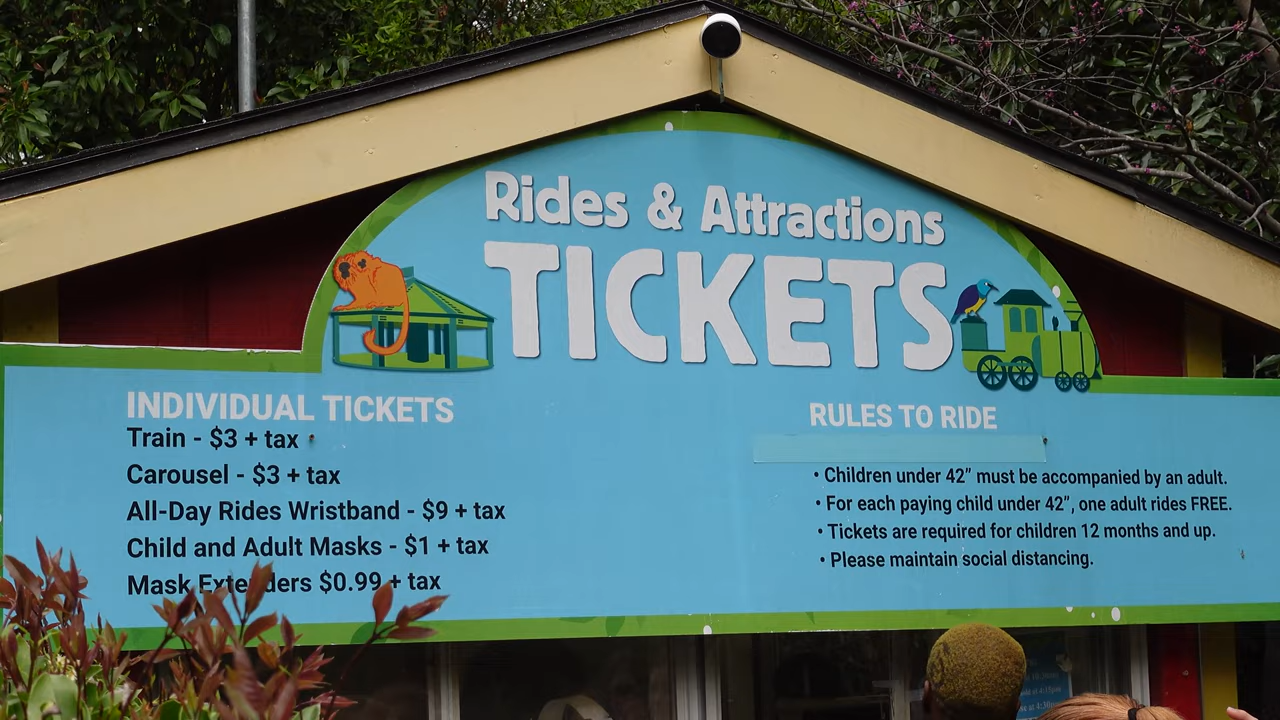 Rides & Attractions
TICKETS
INDIVIDUAL TICKETS
Train - $3 + tax
Carousel - $3 + tax
All-Day Rides Wristband - $9 + tax
Child and Adult Masks - $1 + tax
Mask Extenders $0.99 + tax
RULES TO RIDE
• Children under 42” must be accompanied by an adult.
• For each paying child under 42”, one adult rides FREE.
• Tickets are required for children 12 months and up.
• Please maintain social distancing.